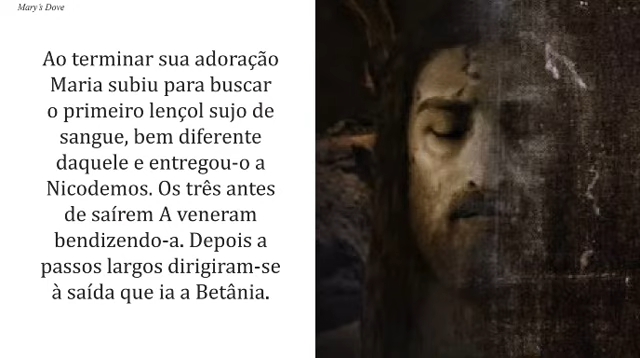 Mary's Dove
Ao terminar sua adoração
Maria subiu para buscar
o primeiro lençol sujo de
sangue, bem diferente
daquele e entregou-o a
Nicodemos. Os três antes
de saírem A veneram
bendizendo-a. Depois a
passos largos dirigiram-se
à saída que ia a Betânia.